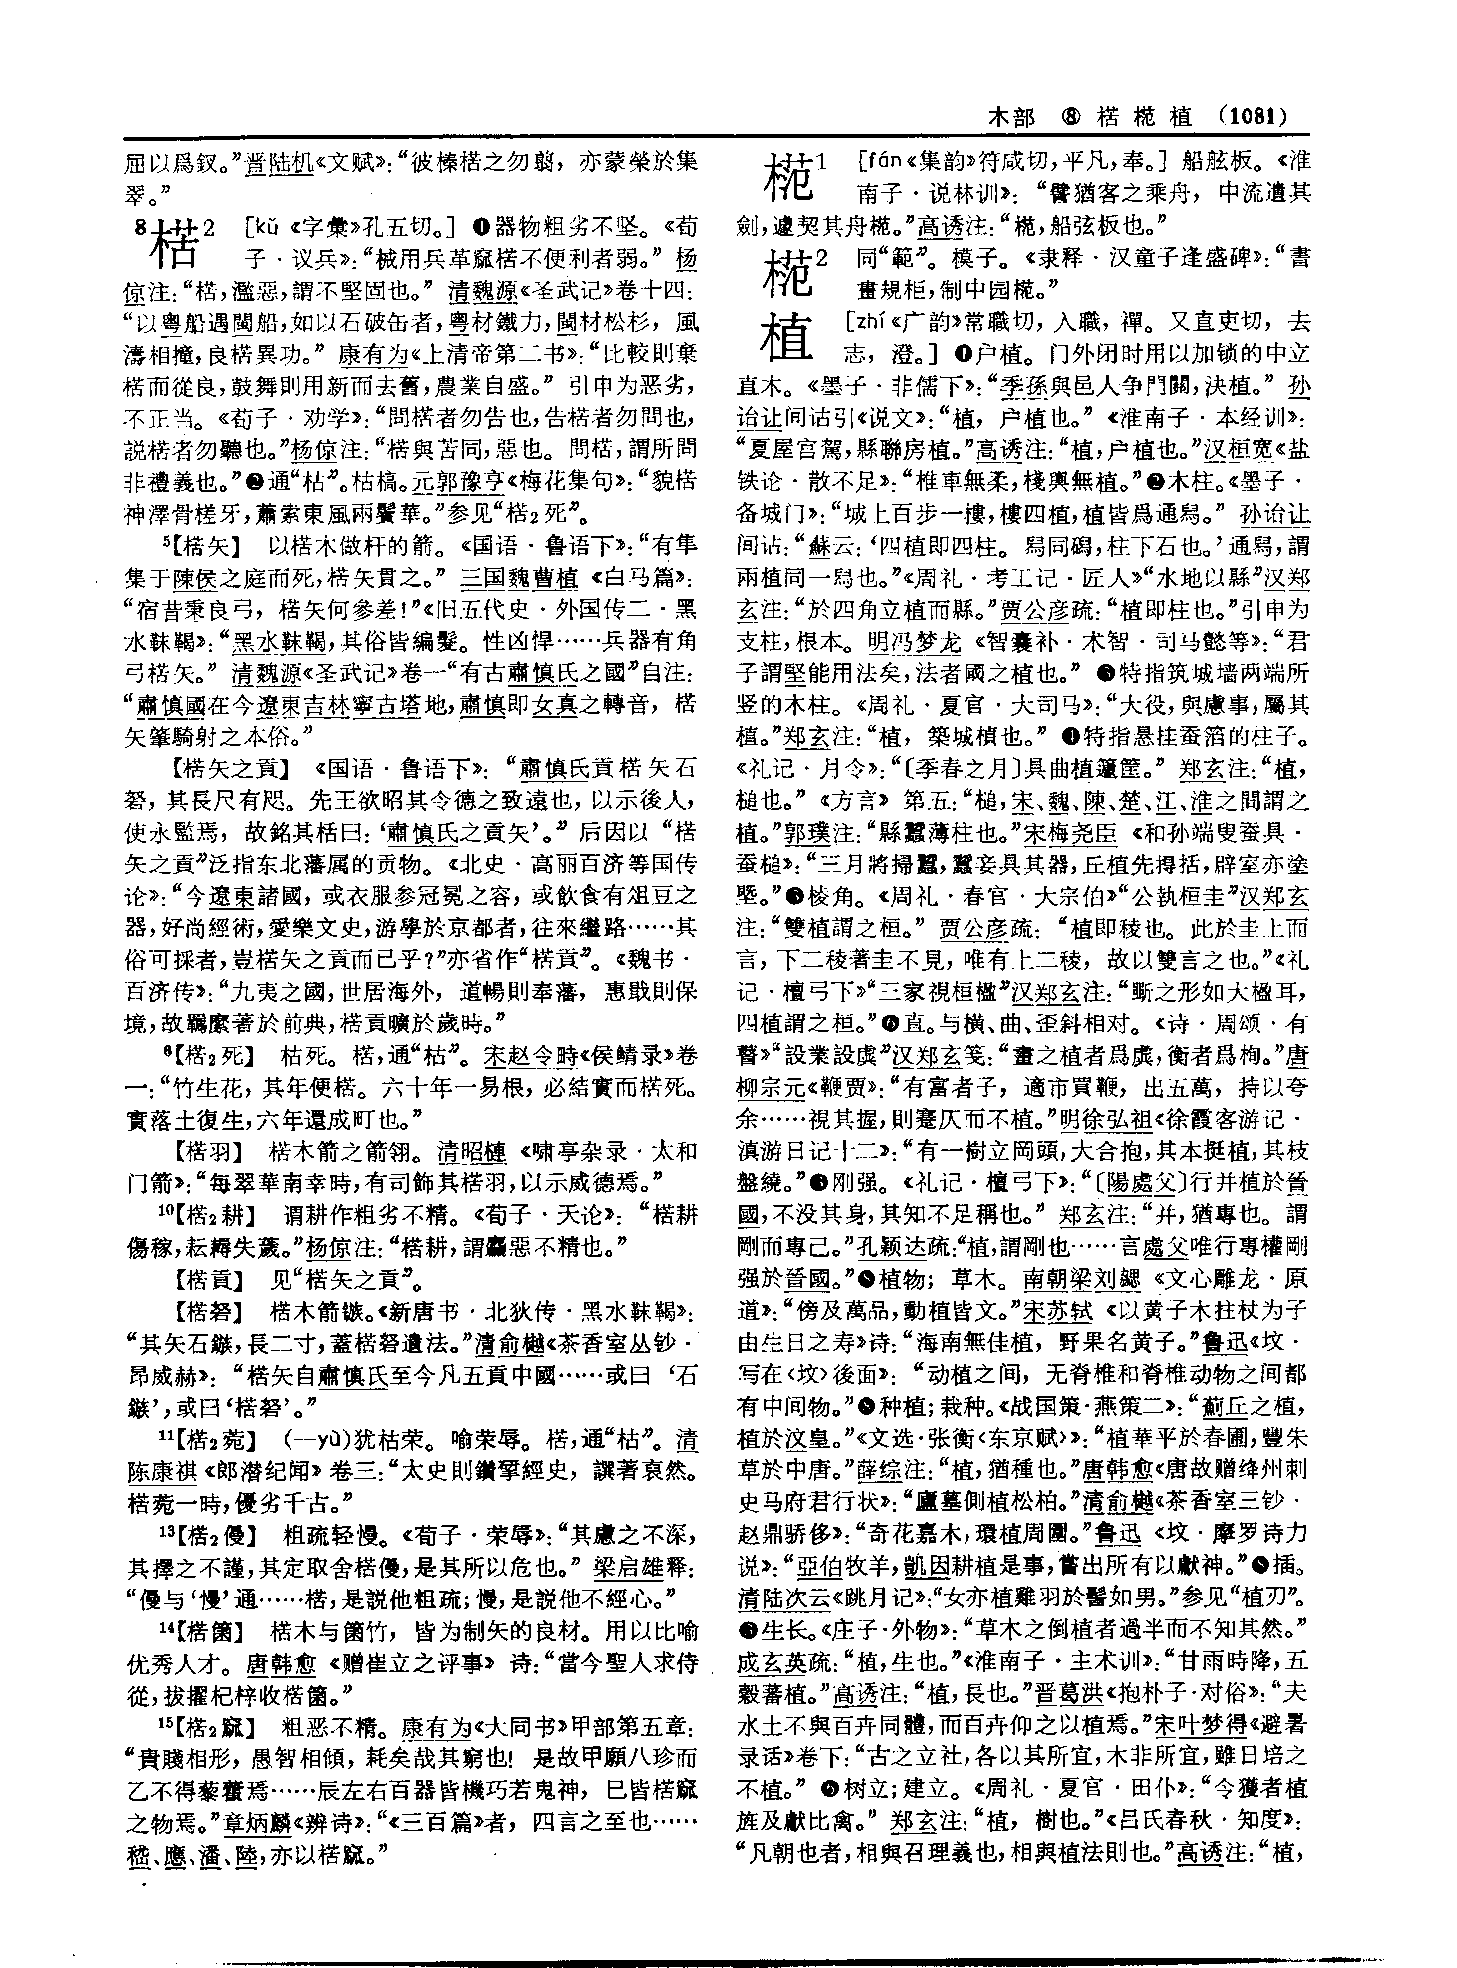 木部 ⑧ 楛 𣔶 植 (1081)
屈以爲釵。”晋陆机《文赋》：“彼榛楛之勿翦，亦蒙榮於集
翠。”
8楛2 ［kǔ《字彙》孔五切。］ ❶器物粗劣不坚。《荀
子·议兵》：“械用兵革窳楛不便利者弱。” 杨
倞注：“楛，濫惡，謂不堅固也。” 清魏源《圣武记》卷十四：
“以粤船遇閩船，如以石破缶者，粤材鐵力，閩材松杉，風
濤相撞，良楛異功。” 康有为《上清帝第二书》：“比較則棄
楛而從良，鼓舞則用新而去舊，農業自盛。” 引申为恶劣，
不正当。《荀子·劝学》：“問楛者勿告也，告楛者勿問也，
説楛者勿聽也。”杨倞注：“楛與苦同，惡也。問楛，謂所問
非禮義也。”❷通“枯”。枯槁。元郭豫亨《梅花集句》：“貌楛
神澤骨槎牙，蕭索東風兩鬢華。”参见“楛2死”。
5【楛矢】 以楛木做杆的箭。《国语·鲁语下》：“有隼
集于陳侯之庭而死，楛矢貫之。” 三国魏曹植《白马篇》：
“宿昔秉良弓，楛矢何參差！”《旧五代史·外国传二·黑
水靺鞨》：“黑水靺鞨，其俗皆編髮。性凶悍……兵器有角
弓楛矢。” 清魏源《圣武记》卷一“有古肅慎氏之國”自注：
“肅慎國在今遼東吉林寧古塔地，肅慎即女真之轉音，楛
矢肇騎射之本俗。”
【楛矢之貢】 《国语·鲁语下》：“肅慎氏貢楛矢石
砮，其長尺有咫。先王欲昭其令德之致遠也，以示後人，
使永監焉，故銘其栝曰：‘肅慎氏之貢矢’。” 后因以“楛
矢之貢”泛指东北藩属的贡物。《北史·高丽百济等国传
论》：“今遼東諸國，或衣服参冠冕之容，或飲食有俎豆之
器，好尚經術，愛樂文史，游學於京都者，往來繼路……其
俗可採者，豈楛矢之貢而已乎？”亦省作“楛貢”。《魏书·
百济传》：“九夷之國，世居海外，道暢則奉藩，惠戢則保
境，故羈縻著於前典，楛貢曠於歲時。”
6【楛2死】 枯死。楛，通“枯”。宋赵令畤《侯鲭录》卷
一：“竹生花，其年便楛。六十年一易根，必結實而楛死。
實落土復生，六年還成町也。”
【楛羽】 楛木箭之箭翎。清昭槤《啸亭杂录·太和
门箭》：“每翠華南幸時，有司飾其楛羽，以示威德焉。”
10【楛2耕】 谓耕作粗劣不精。《荀子·天论》：“楛耕
傷稼，耘耨失薉。”杨倞注：“楛耕，謂麤惡不精也。”
【楛貢】 见“楛矢之貢”。
【楛砮】 楛木箭镞。《新唐书·北狄传·黑水靺鞨》：
“其矢石鏃，長二寸，蓋楛砮遺法。”清俞樾《茶香室丛钞·
昂威赫》：“楛矢自肅慎氏至今凡五貢中國……或曰‘石
鏃’，或曰‘楛砮’。”
11【楛2菀】 （—yù）犹枯荣。喻荣辱。楛，通“枯”。清
陈康祺《郎潜纪闻》卷三：“太史則鑽揅經史，譔著裒然。
楛菀一時，優劣千古。”
13【楛2僈】 粗疏轻慢。《荀子·荣辱》：“其慮之不深，
其擇之不謹，其定取舍楛僈，是其所以危也。” 梁启雄释：
“僈与‘慢’通……楛，是説他粗疏；慢，是説他不經心。”
14【楛箘】 楛木与箘竹，皆为制矢的良材。用以比喻
优秀人才。唐韩愈《赠崔立之评事》诗：“當今聖人求侍
從，拔擢杞梓收楛箘。”
15【楛2窳】 粗恶不精。康有为《大同书》甲部第五章：
“貴賤相形，愚智相傾，耗矣哉其窮也！是故甲願八珍而
乙不得藜藿焉……辰左右百器皆機巧若鬼神，巳皆楛窳
之物焉。”章炳麟《辨诗》：“《三百篇》者，四言之至也……
嵇、應、潘、陸，亦以楛窳。”
𣔶1 ［fán《集韵》符咸切，平凡，奉。］ 船舷板。《淮
南子·说林训》：“譬猶客之乘舟，中流遺其
劍，遽契其舟𣔶。”高诱注：“𣔶，船弦板也。”
𣔶2 同“範”。模子。《隶释·汉童子逢盛碑》：“書
畫規柜，制中园𣔶。”
植 ［zhí《广韵》常職切，入職，禪。又直吏切，去
志，澄。］ ❶户植。门外闭时用以加锁的中立
直木。《墨子·非儒下》：“季孫與邑人争門關，決植。” 孙
诒让间诂引《说文》：“植，户植也。”《淮南子·本经训》：
“夏屋宫駕，縣聯房植。”高诱注：“植，户植也。”汉桓宽《盐
铁论·散不足》：“椎車無柔，棧輿無植。”❷木柱。《墨子·
备城门》：“城上百步一樓，樓四植，植皆爲通舄。” 孙诒让
间诂：“蘇云：‘四植即四柱。舄同碣，柱下石也。’通舄，謂
兩植同一舄也。”《周礼·考工记·匠人》“水地以縣”汉郑
玄注：“於四角立植而縣。”贾公彦疏：“植即柱也。”引申为
支柱，根本。明冯梦龙《智囊补·术智·司马懿等》：“君
子謂堅能用法矣，法者國之植也。” ❸特指筑城墙两端所
竖的木柱。《周礼·夏官·大司马》：“大役，與慮事，屬其
植。”郑玄注：“植，築城楨也。” ❹特指悬挂蚕箔的柱子。
《礼记·月令》：“〔季春之月〕具曲植籧筐。” 郑玄注：“植，
槌也。”《方言》第五：“槌，宋、魏、陳、楚、江、淮之間謂之
植。”郭璞注：“縣蠶薄柱也。”宋梅尧臣《和孙端叟蚕具·
蚕槌》：“三月將掃蠶，蠶妾具其器，丘植先捋括，辟室亦塗
墍。”❺棱角。《周礼·春官·大宗伯》“公執桓圭”汉郑玄
注：“雙植謂之桓。” 贾公彦疏：“植即稜也。此於圭上而
言，下二稜著圭不見，唯有上二稜，故以雙言之也。”《礼
记·檀弓下》“三家視桓楹”汉郑玄注：“斲之形如大楹耳，
四植謂之桓。”❻直。与横、曲、歪斜相对。《诗·周颂·有
瞽》“設業設虡”汉郑玄笺：“畫之植者爲虡，衡者爲栒。”唐
柳宗元《鞭贾》：“有富者子，適市買鞭，出五萬，持以夸
余……視其握，則蹇仄而不植。”明徐弘祖《徐霞客游记·
滇游日记十二》：“有一樹立岡頭，大合抱，其本挺植，其枝
盤繞。”❼刚强。《礼记·檀弓下》：“〔陽處父〕行并植於晉
國，不没其身，其知不足稱也。” 郑玄注：“并，猶專也。謂
剛而專己。”孔颖达疏：“植，謂剛也……言處父唯行專權剛
强於晉國。”❽植物；草木。南朝梁刘勰《文心雕龙·原
道》：“傍及萬品，動植皆文。”宋苏轼《以黄子木拄杖为子
由生日之寿》诗：“海南無佳植，野果名黄子。”鲁迅《坟·
写在〈坟〉後面》：“动植之间，无脊椎和脊椎动物之间都
有中间物。”❾种植；栽种。《战国策·燕策二》：“薊丘之植，
植於汶皇。”《文选·张衡〈东京赋〉》：“植華平於春圃，豐朱
草於中唐。”薛综注：“植，猶種也。”唐韩愈《唐故赠绛州刺
史马府君行状》：“廬墓側植松柏。”清俞樾《茶香室三钞·
赵鼎骄侈》：“奇花嘉木，環植周圍。”鲁迅《坟·摩罗诗力
说》：“亞伯牧羊，凱因耕植是事，嘗出所有以獻神。”❿插。
清陆次云《跳月记》：“女亦植雞羽於髻如男。”参见“植刃”。
⓫生长。《庄子·外物》：“草木之倒植者過半而不知其然。”
成玄英疏：“植，生也。”《淮南子·主术训》：“甘雨時降，五
穀蕃植。”高诱注：“植，長也。”晋葛洪《抱朴子·对俗》：“夫
水土不與百卉同體，而百卉仰之以植焉。”宋叶梦得《避暑
录话》卷下：“古之立社，各以其所宜，木非所宜，雖日培之
不植。” ⓬树立；建立。《周礼·夏官·田仆》：“令獲者植
旌及獻比禽。” 郑玄注：“植，樹也。”《吕氏春秋·知度》：
“凡朝也者，相與召理義也，相與植法則也。”高诱注：“植，